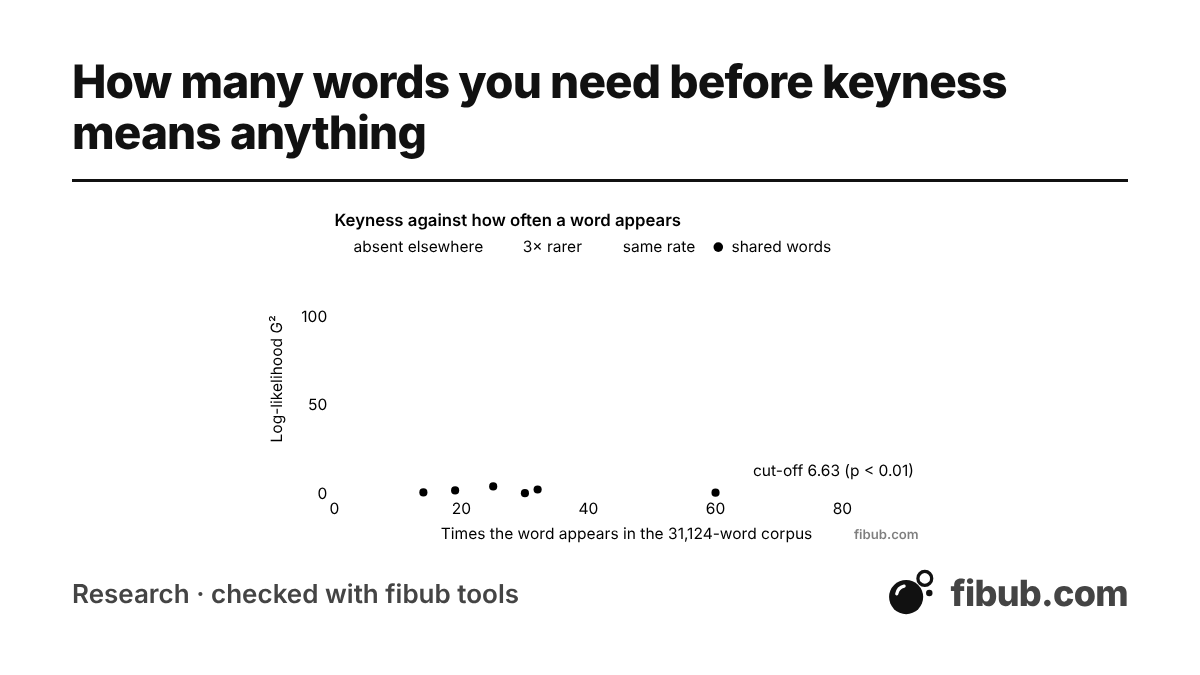 How many words you need before keyness
means anything
Keyness against how often a word appears
absent elsewhere 3× rarer same rate shared words
Log-likelihood G²
100
50
0
cut-off 6.63 (p < 0.01)
0 20 40 60 80
Times the word appears in the 31,124-word corpus
fibub.com
Research · checked with fibub tools
fibub.com